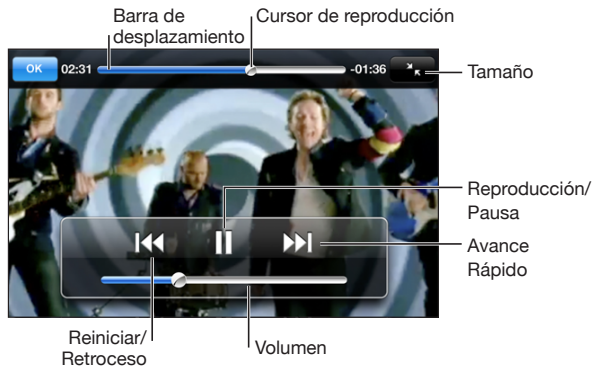 Barra de
desplazamiento
Cursor de reproducción
OK
02:31
-01:36
Tamaño
Reproducción/
Pausa
Avance
Rápido
Reiniciar/
Retroceso
Volumen